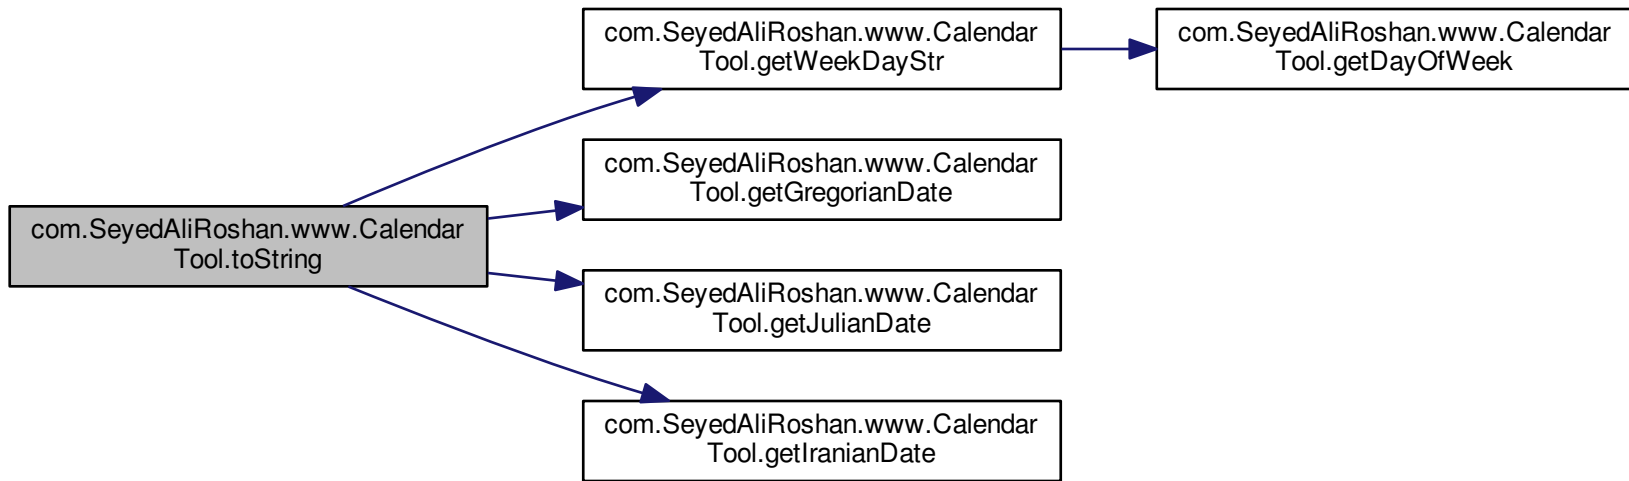 com.SeyedAliRoshan.www.Calendar
Tool.toString
com.SeyedAliRoshan.www.Calendar
Tool.getWeekDayStr
com.SeyedAliRoshan.www.Calendar
Tool.getDayOfWeek
com.SeyedAliRoshan.www.Calendar
Tool.getGregorianDate
com.SeyedAliRoshan.www.Calendar
Tool.getJulianDate
com.SeyedAliRoshan.www.Calendar
Tool.getIranianDate